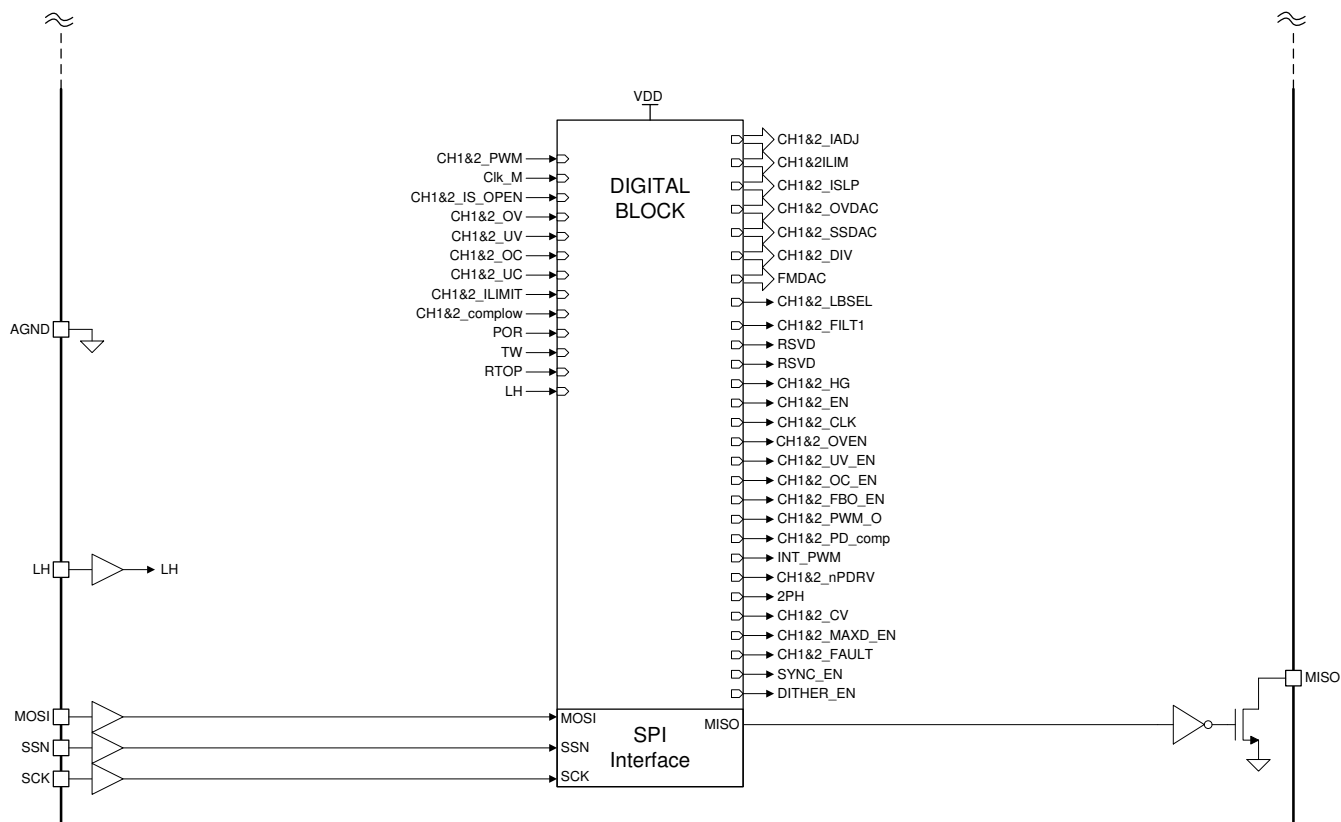 VDD
DIGITAL
BLOCK
CH1&2_PWM
Clk_M
CH1&2_IS_OPEN
CH1&2_OV
CH1&2_UV
CH1&2_OC
CH1&2_UC
CH1&2_ILIMIT
CH1&2_complow
POR
TW
RTOP
LH
CH1&2_IADJ
CH1&2ILIM
CH1&2_ISLP
CH1&2_OVDAC
CH1&2_SSDAC
CH1&2_DIV
FMDAC
CH1&2_LBSEL
CH1&2_FILT1
RSVD
RSVD
CH1&2_HG
CH1&2_EN
CH1&2_CLK
CH1&2_OVEN
CH1&2_UV_EN
CH1&2_OC_EN
CH1&2_FBO_EN
CH1&2_PWM_O
CH1&2_PD_comp
INT_PWM
CH1&2_nPDRV
2PH
CH1&2_CV
CH1&2_MAXD_EN
CH1&2_FAULT
SYNC_EN
DITHER_EN
AGND
LH
LH
MOSI
SSN
SCK
MOSI
SSN
SCK
SPI
Interface
MISO
MISO